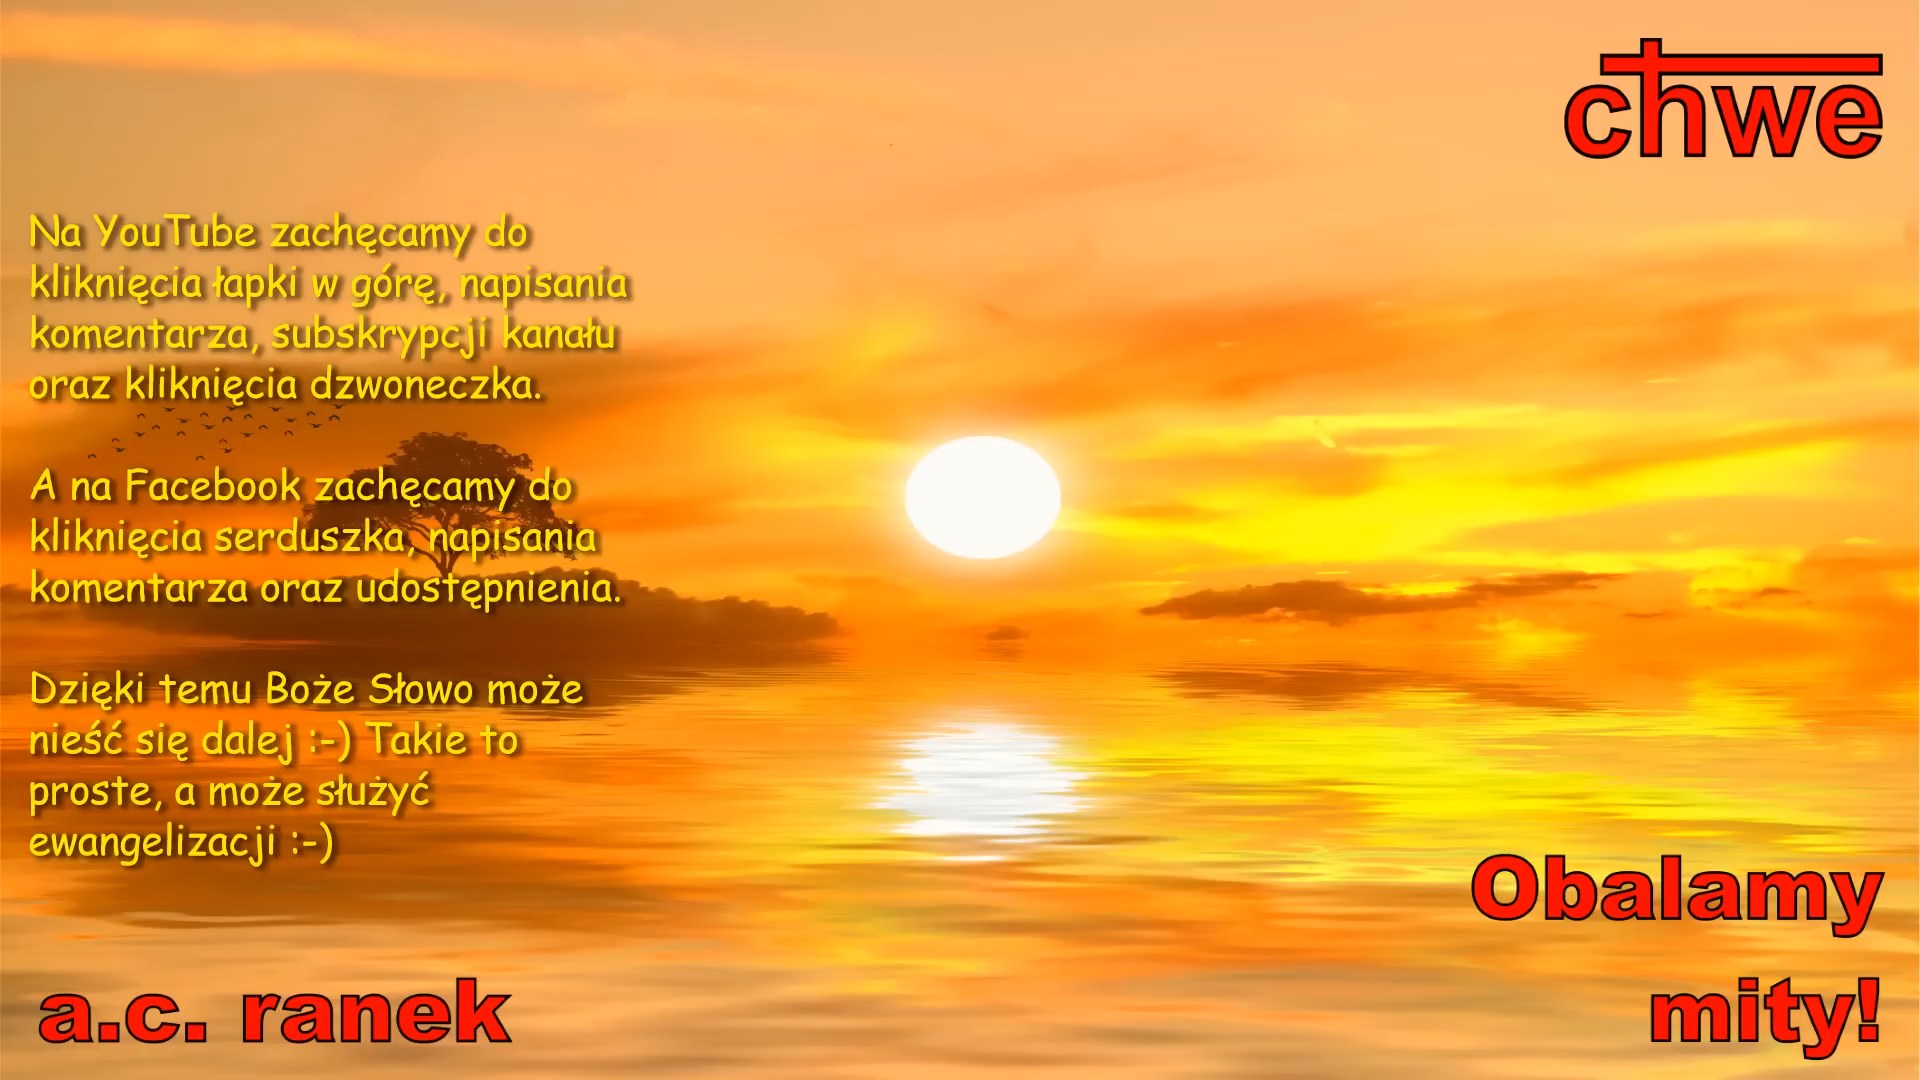 chwe
Na YouTube zachęcamy do
kliknięcia łapki w górę, napisania
komentarza, subskrypcji kanału
oraz kliknięcia dzwoneczka.
A na Facebook zachęcamy do
kliknięcia serduszka, napisania
komentarza oraz udostępnienia.
Dzięki temu Boże Słowo może
nieść się dalej :-) Takie to
proste, a może służyć
ewangelizacji :-)
Obalamy
mity!
a.c. ranek